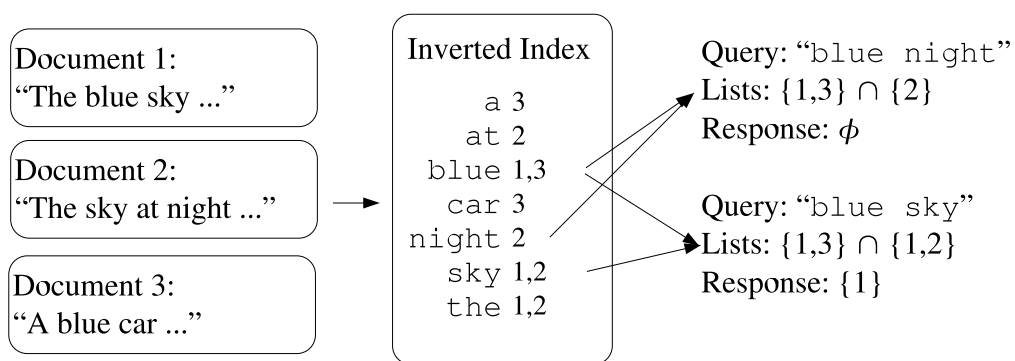 Document 1:
“The blue sky ...”
Document 2:
“The sky at night ...”
Document 3:
“A blue car ...”
Inverted Index
a 3
at 2
blue 1,3
car 3
night 2
sky 1,2
the 1,2
Query: “blue night”
Lists: {1,3} ∩ {2}
Response: ϕ
Query: “blue sky”
Lists: {1,3} ∩ {1,2}
Response: {1}